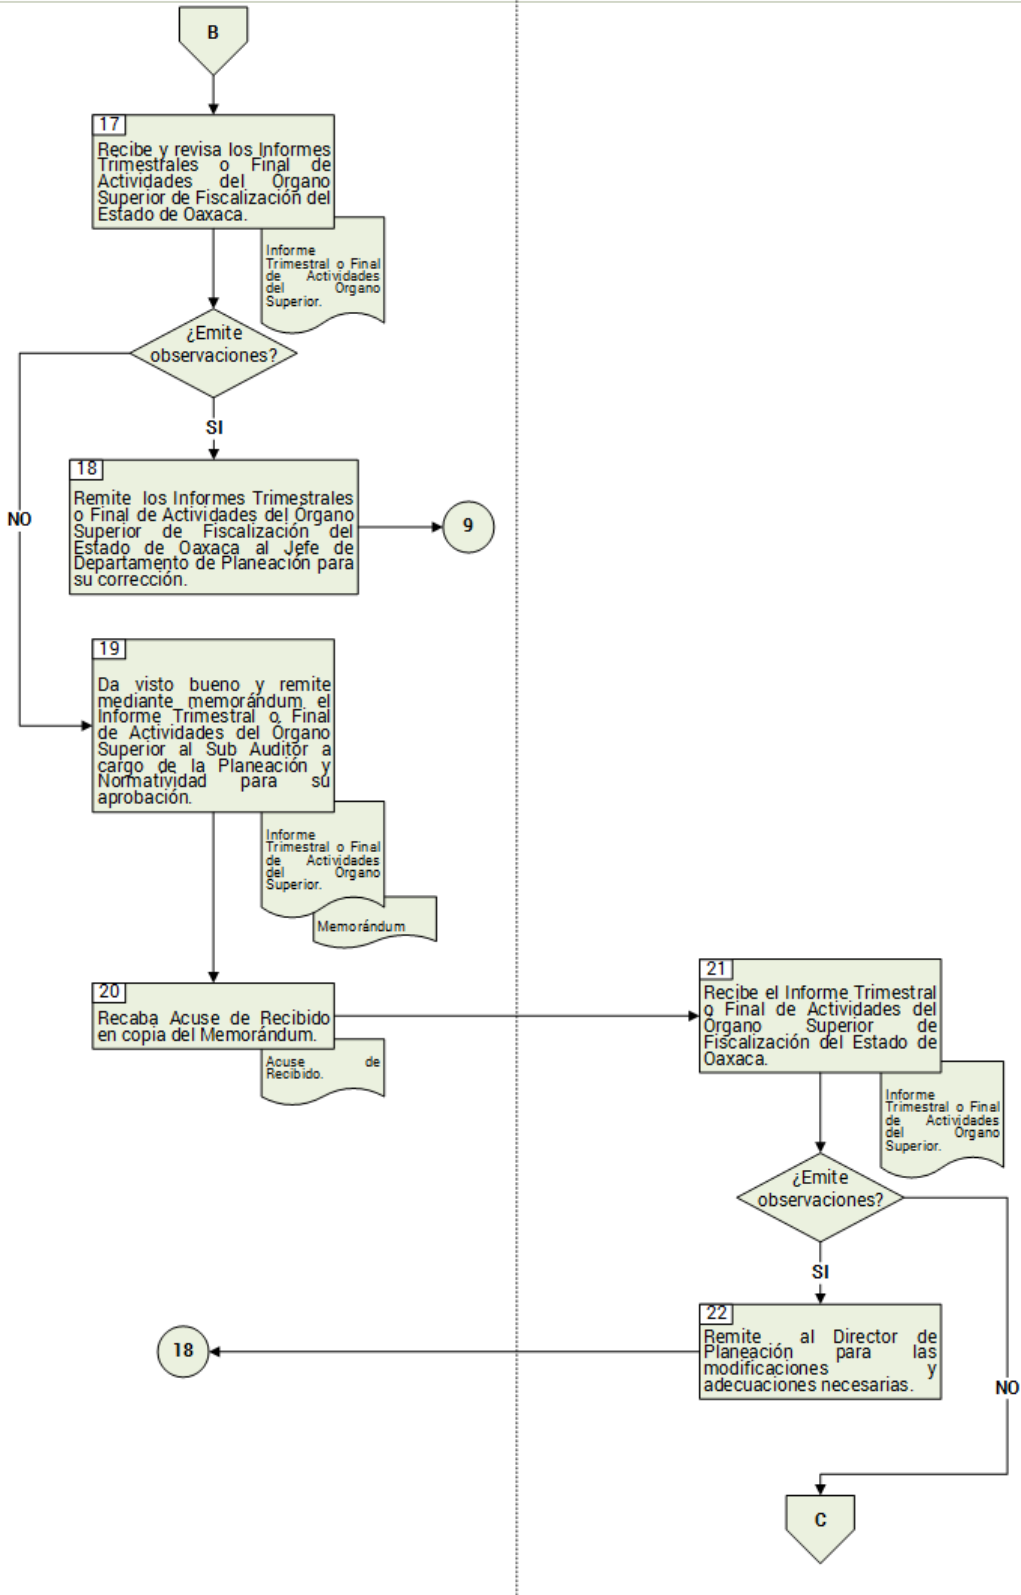 B
17
Recibe y revisa los Informes
Trimestrales o Final de
Actividades del Órgano
Superior de Fiscalización del
Estado de Oaxaca.
Informe
Trimestral o Final
de Actividades
del Órgano
Superior.
¿Emite
observaciones?
SI
NO
18
Remite los Informes Trimestrales
o Final de Actividades del Órgano
Superior de Fiscalización del
Estado de Oaxaca al Jefe de
Departamento de Planeación para
su corrección.
9
19
Da visto bueno y remite
mediante memorándum el
Informe Trimestral o Final
de Actividades del Órgano
Superior al Sub Auditor a
cargo de la Planeación y
Normatividad para su
aprobación.
Informe
Trimestral o Final
de Actividades
del Órgano
Superior.
Memorándum
20
Recaba Acuse de Recibido
en copia del Memorándum.
Acuse de
Recibido.
21
Recibe el Informe Trimestral
o Final de Actividades del
Órgano Superior de
Fiscalización del Estado de
Oaxaca.
Informe
Trimestral o Final
de Actividades
del Órgano
Superior.
¿Emite
observaciones?
SI
22
Remite al Director de
Planeación para las
modificaciones y
adecuaciones necesarias.
18
NO
C